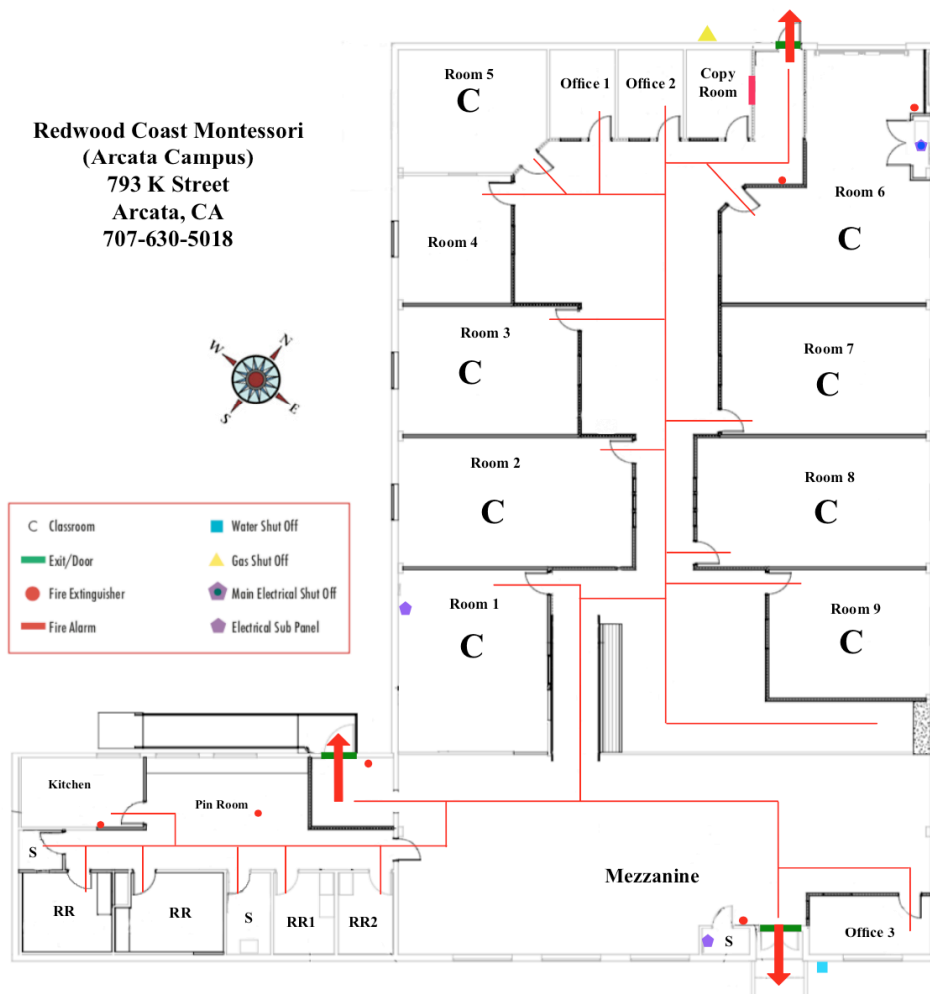 Redwood Coast Montessori
(Arcata Campus)
793 K Street
Arcata, CA
707-630-5018
Room 5
C
Office 1
Office 2
Copy
Room
Room 4
Room 6
C
Room 3
C
Room 7
C
N
W
E
S
Room 2
C
Room 8
C
C Classroom
Water Shut Off
Exit/Door
Gas Shut Off
Fire Extinguisher
Main Electrical Shut Off
Fire Alarm
Electrical Sub Panel
Room 1
C
Room 9
C
Kitchen
Pin Room
S
RR
RR
S
RR1
RR2
Mezzanine
S
Office 3